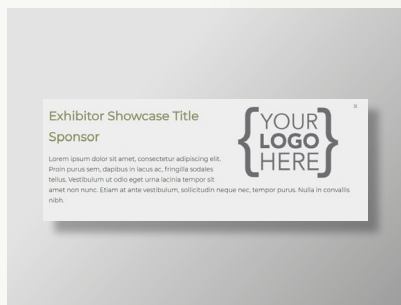 Exhibitor Showcase Title
Sponsor
{YOUR
LOGO
HERE}
x
Lorem ipsum dolor sit amet, consectetur adipiscing elit.
Proin purus sem, dapibus in lacus ac, fringilla sodales
tellus. Vestibulum ut odio eget urna lacinia tempor sit
amet non nunc. Etiam at ante vestibulum, sollicitudin neque nec, tempor purus. Nulla in convallis
nibh.